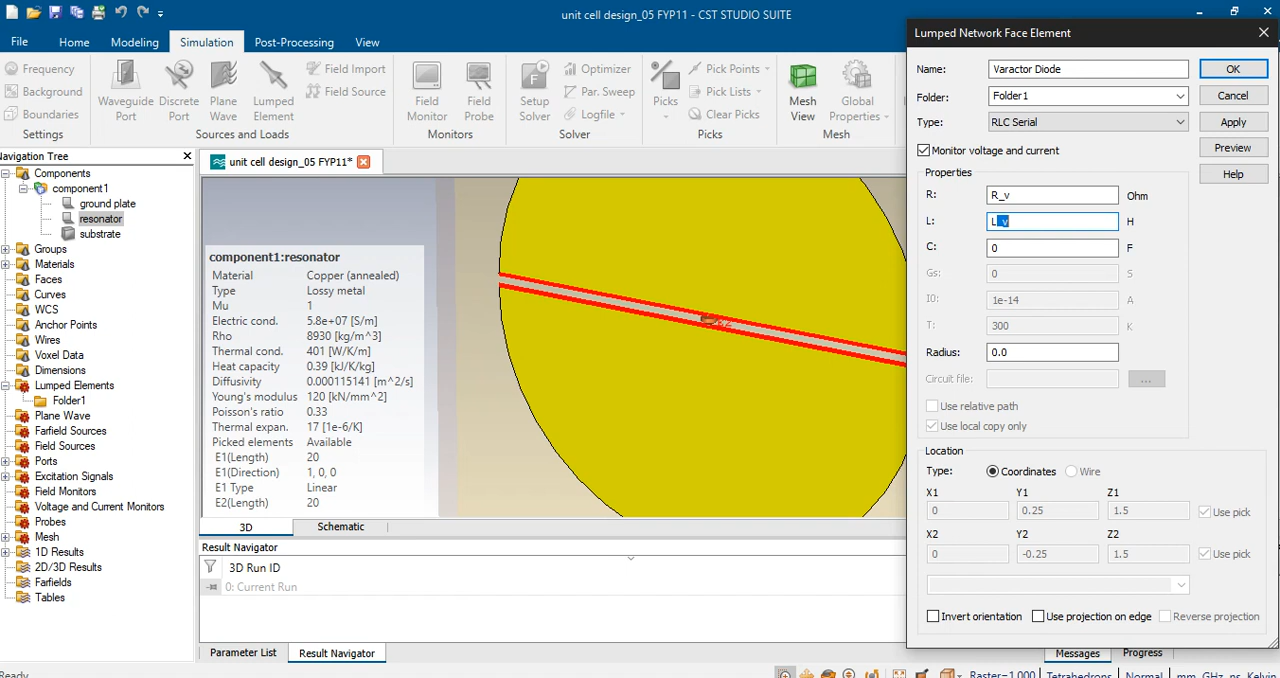 unit cell design_05 FYP11 - CST STUDIO SUITE
File Home Modeling Simulation Post-Processing View
Frequency
Background
Boundaries
Settings
Waveguide Port
Discrete Port
Plane Wave
Lumped Element
Field Import
Field Source
Sources and Loads
Field Monitor
Field Probe
Monitors
Setup Solver
Optimizer
Par. Sweep
Logfile
Solver
Picks
Pick Points
Pick Lists
Clear Picks
Picks
Mesh View
Global Properties
Mesh
Navigation Tree
Components
component1
ground plate
resonator
substrate
Groups
Materials
Faces
Curves
WCS
Anchor Points
Wires
Voxel Data
Dimensions
Lumped Elements
Folder1
Plane Wave
Farfield Sources
Field Sources
Ports
Excitation Signals
Field Monitors
Voltage and Current Monitors
Probes
Mesh
1D Results
2D/3D Results
Farfields
Tables
unit cell design_05 FYP11*
component1:resonator
Material Copper (annealed)
Type Lossy metal
Mu 1
Electric cond. 5.8e+07 [S/m]
Rho 8930 [kg/m^3]
Thermal cond. 401 [W/K/m]
Heat capacity 0.39 [kJ/K/kg]
Diffusivity 0.000115141 [m^2/s]
Young's modulus 120 [kN/mm^2]
Poisson's ratio 0.33
Thermal expan. 17 [1e-6/K]
Picked elements Available
E1(Length) 20
E1(Direction) 1, 0, 0
E1 Type Linear
E2(Length) 20
3D Schematic
Result Navigator
3D Run ID
0: Current Run
Parameter List Result Navigator
Messages Progress
Ready
Raster=1.000 Tetrahedrons Normal mm GHz ns Kelvin
Lumped Network Face Element
Name: Varactor Diode OK
Folder: Folder1 Cancel
Type: RLC Serial Apply
Monitor voltage and current Preview
Help
Properties
R: R_v Ohm
L: L_v H
C: 0 F
Gs: 0 S
I0: 1e-14 A
T: 300 K
Radius: 0.0
Circuit file: ...
Use relative path
Use local copy only
Location
Type: Coordinates Wire
X1 Y1 Z1
0 0.25 1.5 Use pick
X2 Y2 Z2
0 -0.25 1.5 Use pick
Invert orientation Use projection on edge Reverse projection